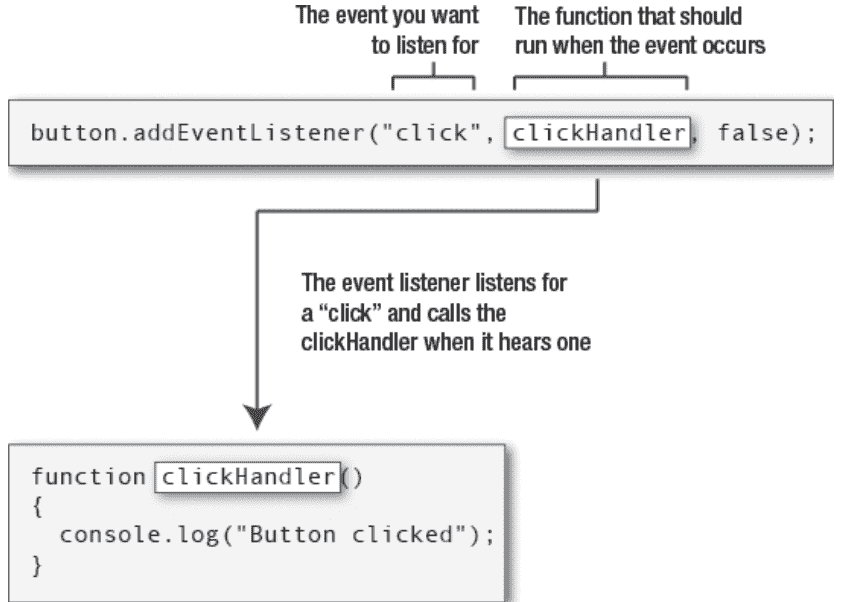 The event you want
to listen for
The function that should
run when the event occurs
button.addEventListener("click", clickHandler, false);
The event listener listens for
a “click” and calls the
clickHandler when it hears one
function clickHandler()
{
console.log("Button clicked");
}